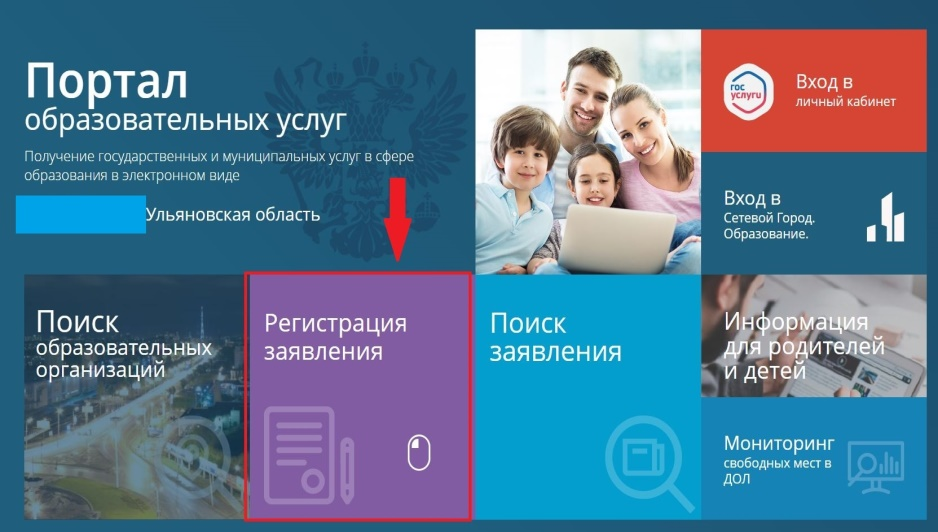 Портал
образовательных услуг
Получение государственных и муниципальных услуг в сфере
образования в электронном виде
Ульяновская область
гос
услуги
Вход в
личный кабинет
Вход в
Сетевой Город.
Образование.
Поиск
образовательных
организаций
Регистрация
заявления
Поиск
заявления
Информация
для родителей
и детей
Мониторинг
свободных мест в
ДОЛ